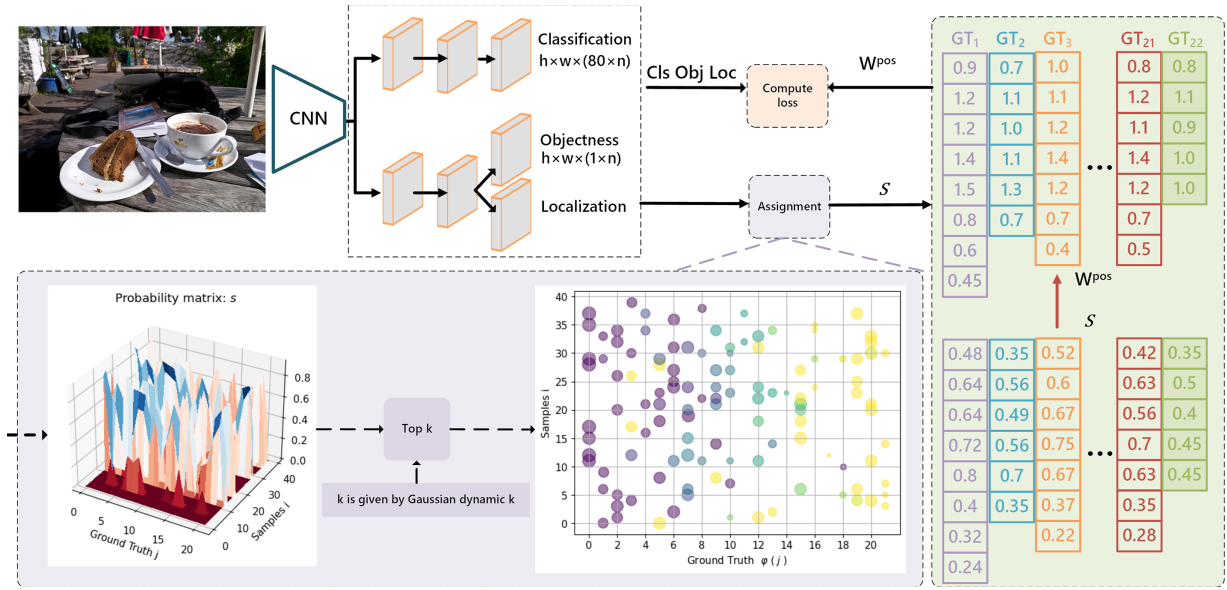 CNN
Classification
h×w×(80×n)
Objectness
h×w×(1×n)
Localization
Cls Obj Loc
Compute
loss
Wᵖᵒˢ
Assignment
S
GT₁ GT₂ GT₃ GT₂₁ GT₂₂
0.9 0.7 1.0 0.8 0.8
1.2 1.1 1.1 1.2 1.1
1.2 1.0 1.2 1.1 0.9
1.4 1.1 1.4 1.4 1.0
1.5 1.3 1.2 1.2 1.0
0.8 0.7 0.7 0.7
0.6 0.4 0.5
0.45
...
Wᵖᵒˢ
S
0.48 0.35 0.52 0.42 0.35
0.64 0.56 0.6 0.63 0.5
0.64 0.49 0.67 0.56 0.4
0.72 0.56 0.75 0.7 0.45
0.8 0.7 0.67 0.63 0.45
0.4 0.35 0.37 0.35
0.32 0.22 0.28
0.24
...
Probability matrix: s
0.8
0.6
0.4
0.2
0.0
40
30
20
10
0
Samples i
0 5 10 15 20
Ground Truth j
Top k
k is given by Gaussian dynamic k
40
35
30
25
20
15
10
5
0
Samples i
0 2 4 6 8 10 12 14 16 18 20
Ground Truth φ ( j )